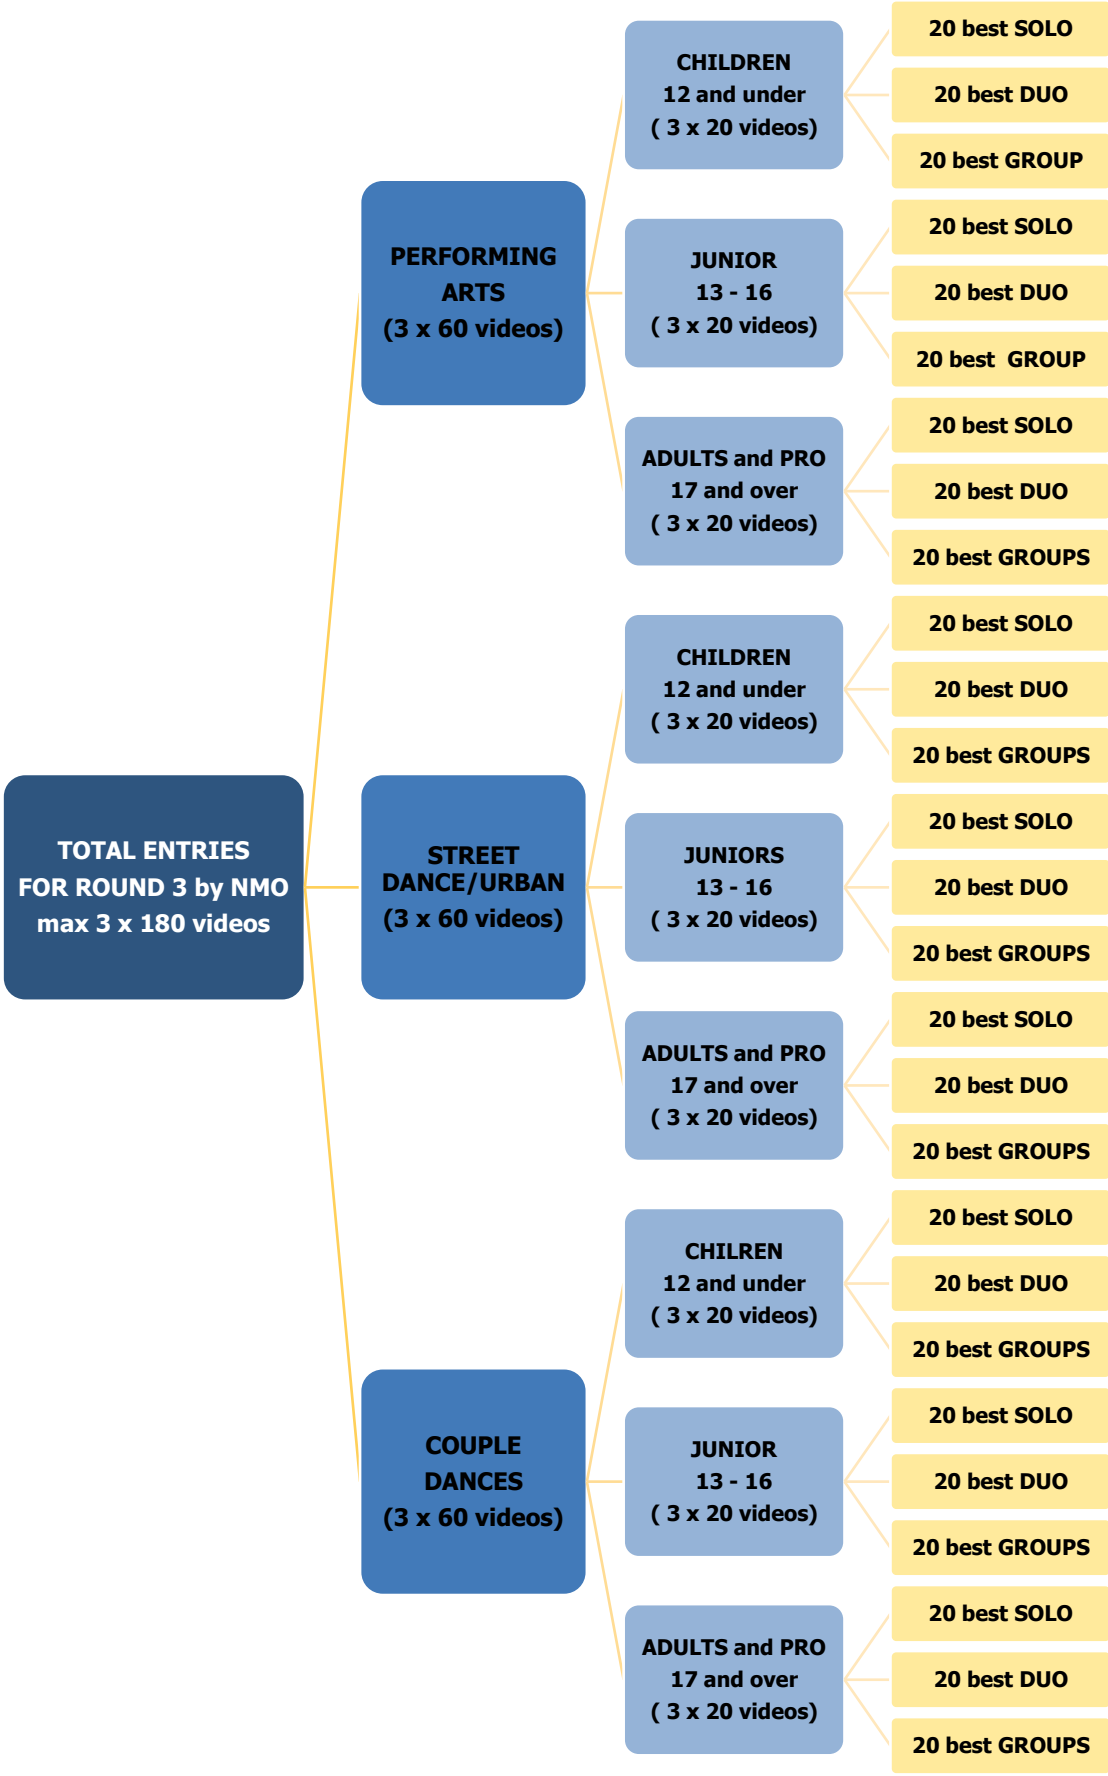 TOTAL ENTRIES
FOR ROUND 3 by NMO
max 3 x 180 videos
PERFORMING
ARTS
(3 x 60 videos)
CHILDREN
12 and under
( 3 x 20 videos)
20 best SOLO
20 best DUO
20 best GROUP
JUNIOR
13 - 16
( 3 x 20 videos)
20 best SOLO
20 best DUO
20 best  GROUP
ADULTS and PRO
17 and over
( 3 x 20 videos)
20 best SOLO
20 best DUO
20 best GROUPS
STREET
DANCE/URBAN
(3 x 60 videos)
CHILDREN
12 and under
( 3 x 20 videos)
20 best SOLO
20 best DUO
20 best GROUPS
JUNIORS
13 - 16
( 3 x 20 videos)
20 best SOLO
20 best DUO
20 best GROUPS
ADULTS and PRO
17 and over
( 3 x 20 videos)
20 best SOLO
20 best DUO
20 best GROUPS
COUPLE
DANCES
(3 x 60 videos)
CHILREN
12 and under
( 3 x 20 videos)
20 best SOLO
20 best DUO
20 best GROUPS
JUNIOR
13 - 16
( 3 x 20 videos)
20 best SOLO
20 best DUO
20 best GROUPS
ADULTS and PRO
17 and over
( 3 x 20 videos)
20 best SOLO
20 best DUO
20 best GROUPS